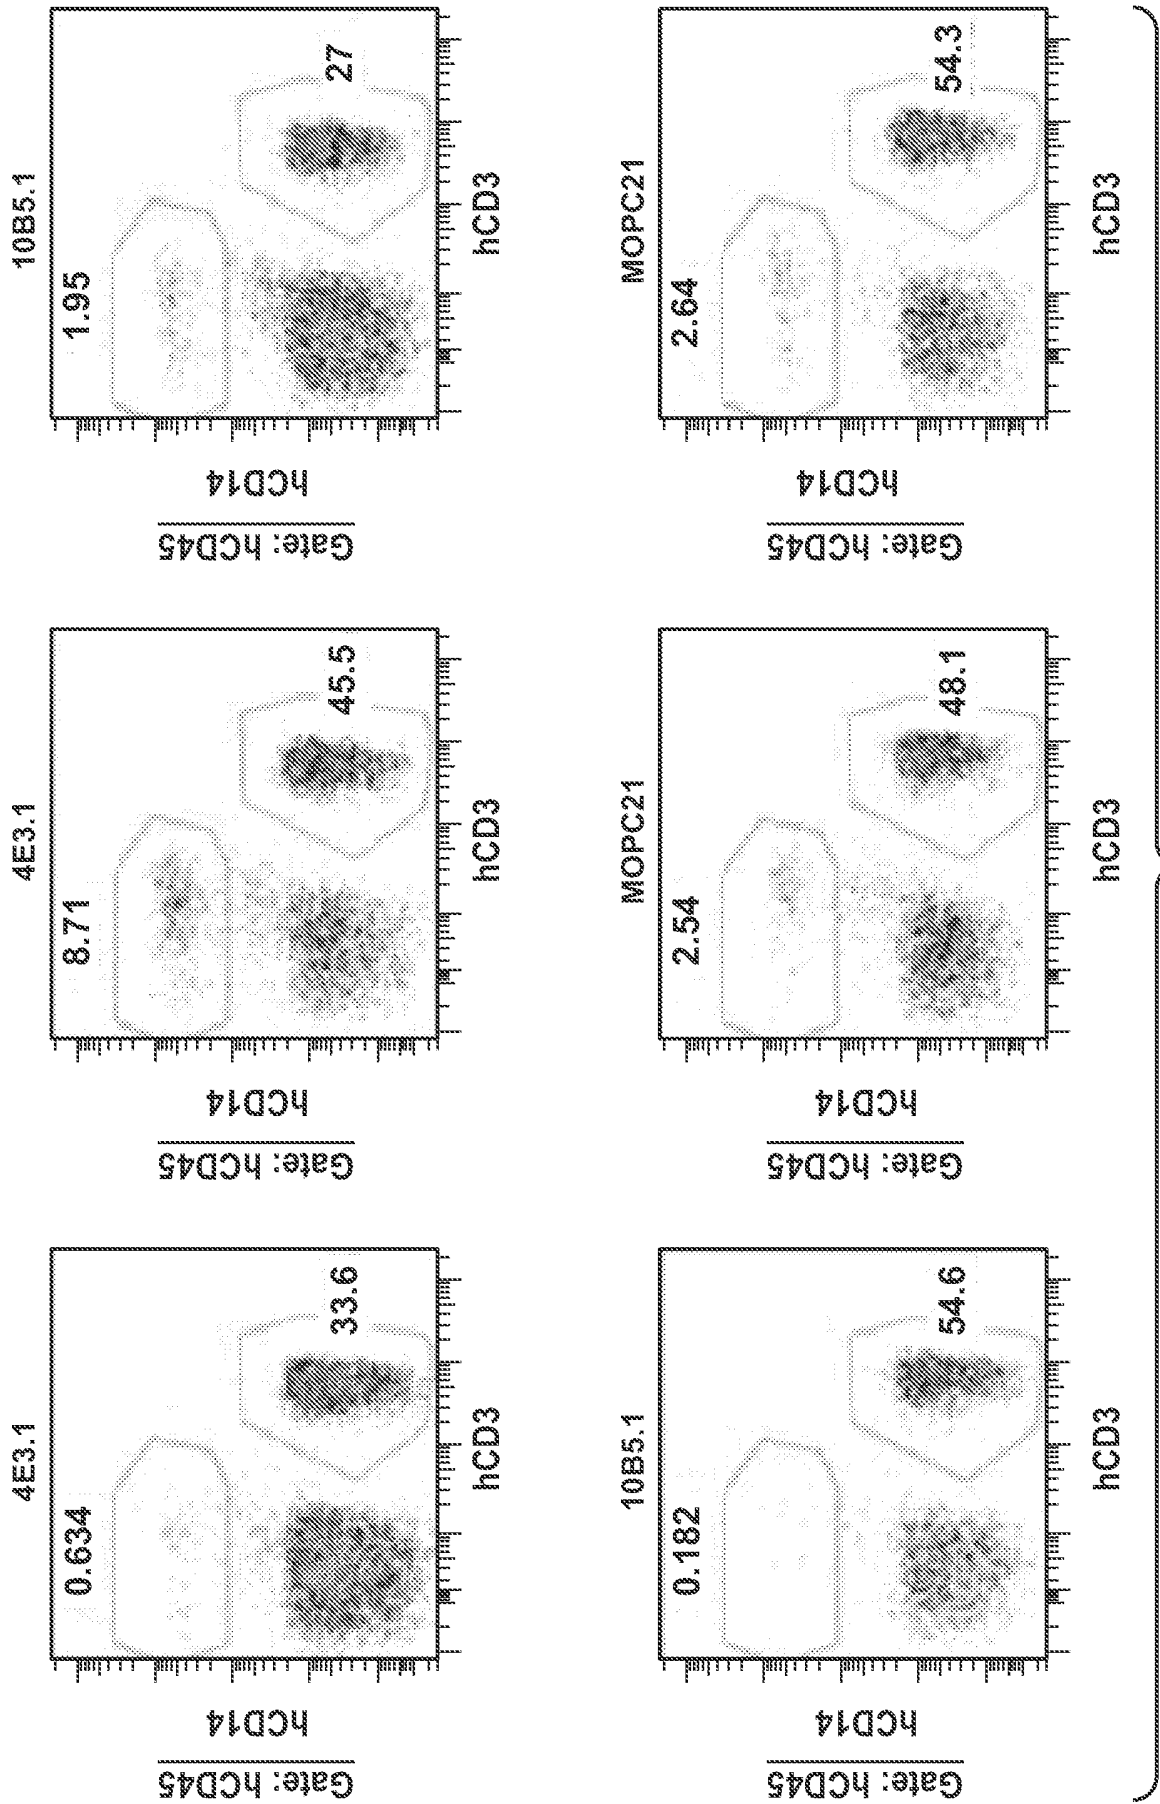 4E3.1
0.634
33.6
hCD14
Gate: hCD45
hCD3
4E3.1
8.71
45.5
hCD14
Gate: hCD45
hCD3
10B5.1
1.95
27
hCD14
Gate: hCD45
hCD3
10B5.1
0.182
54.6
hCD14
Gate: hCD45
hCD3
MOPC21
2.54
48.1
hCD14
Gate: hCD45
hCD3
MOPC21
2.64
54.3
hCD14
Gate: hCD45
hCD3